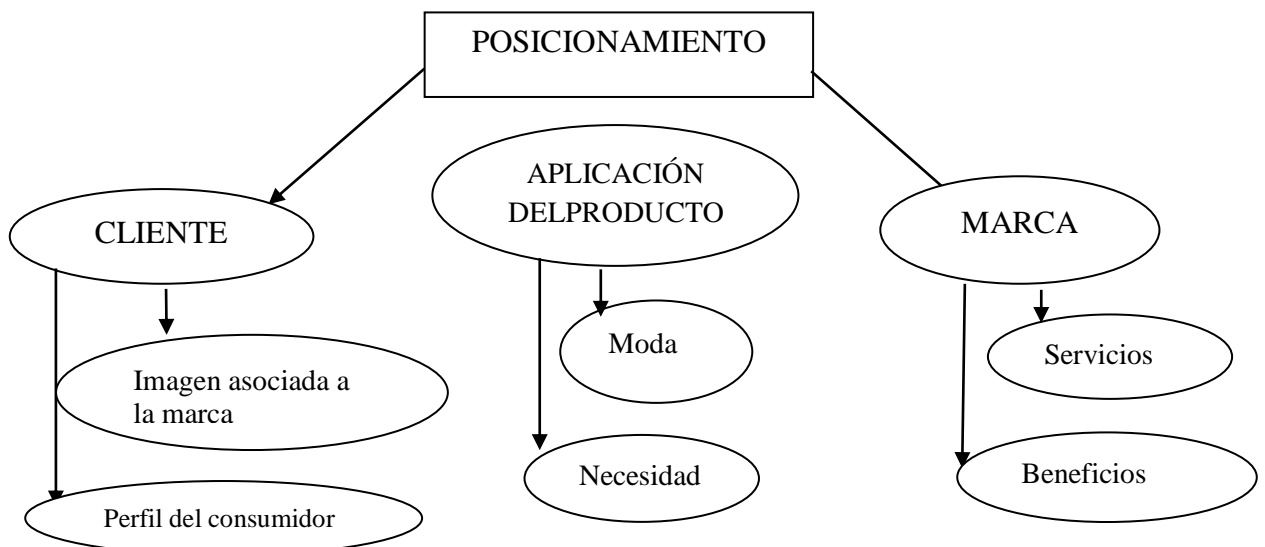 POSICIONAMIENTO
APLICACIÓN
DELPRODUCTO
CLIENTE
MARCA
Moda
Servicios
Imagen asociada a
la marca
Necesidad
Beneficios
Perfil del consumidor